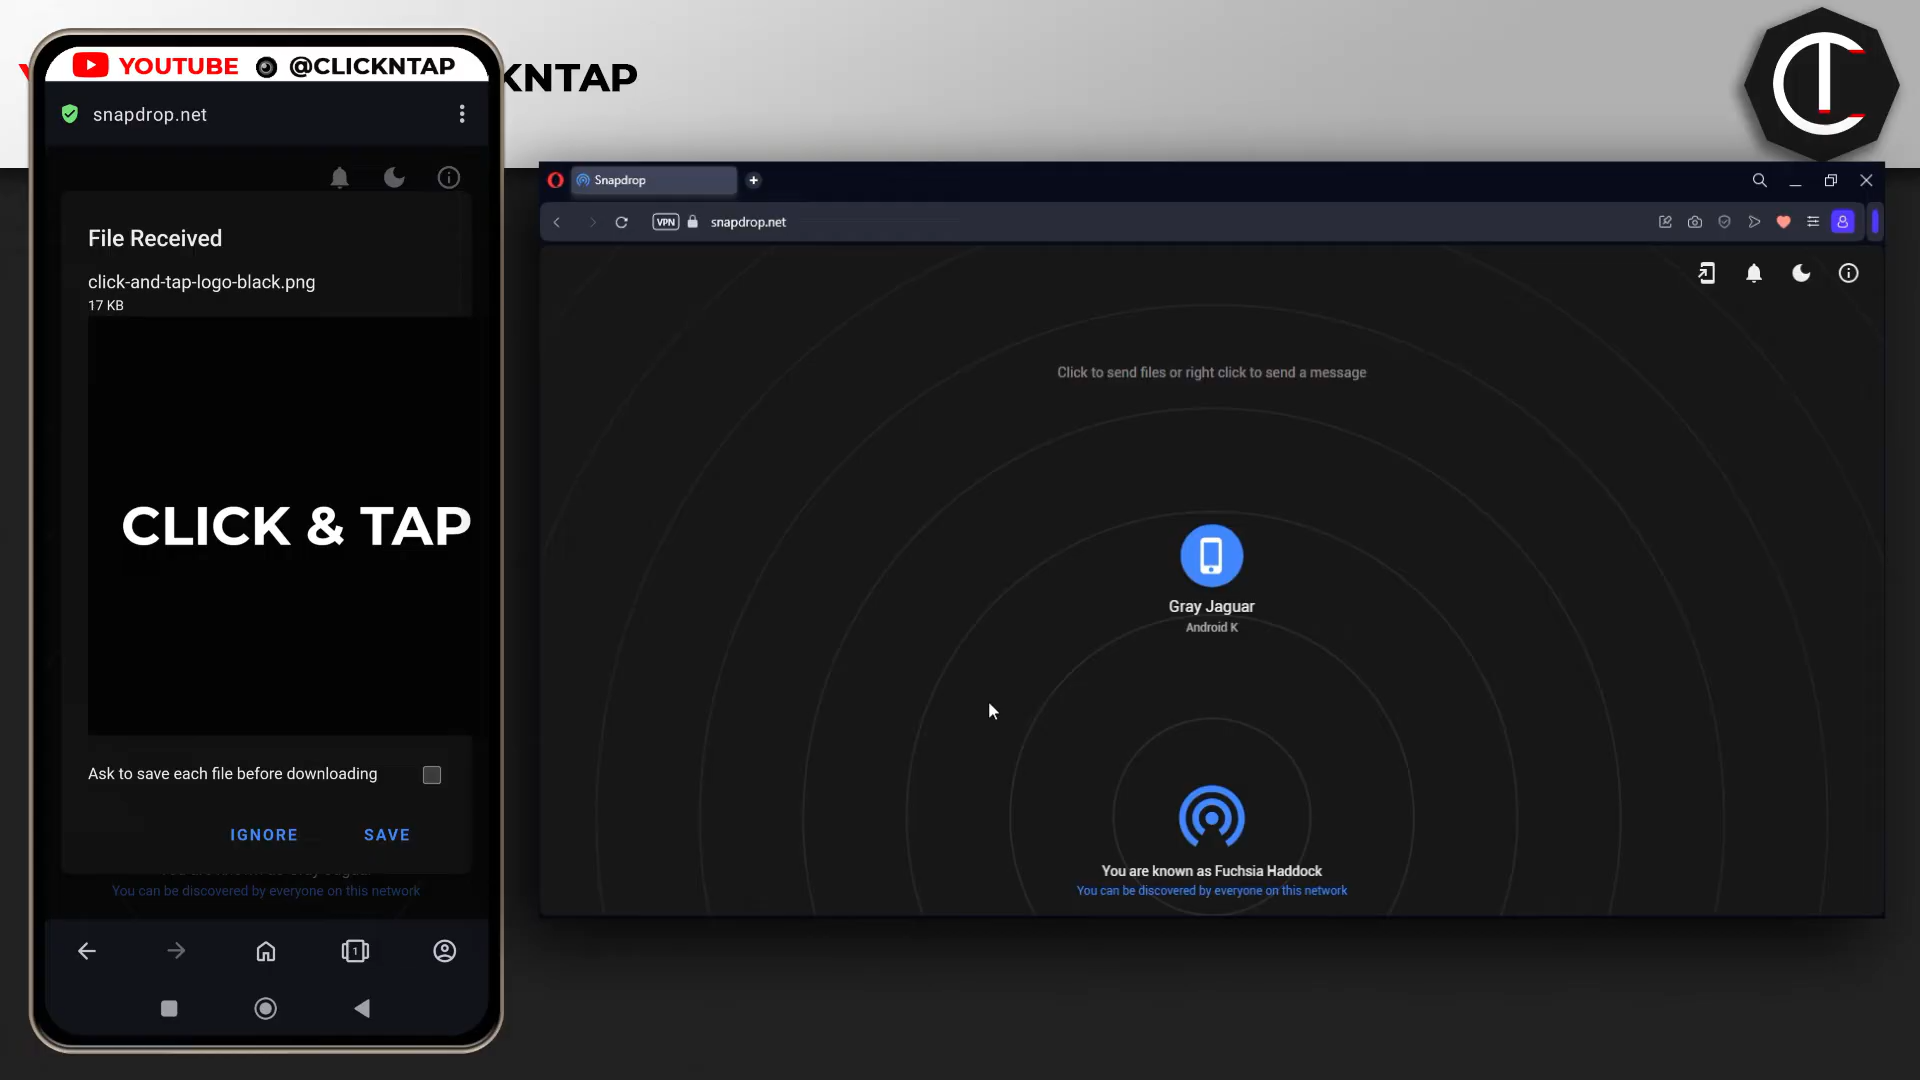 YOUTUBE @CLICKNTAP
KNTAP
snapdrop.net
File Received
click-and-tap-logo-black.png
17 KB
CLICK & TAP
Ask to save each file before downloading
IGNORE SAVE
You can be discovered by everyone on this network
1
Snapdrop
VPN snapdrop.net
Click to send files or right click to send a message
Gray Jaguar
Android K
You are known as Fuchsia Haddock
You can be discovered by everyone on this network